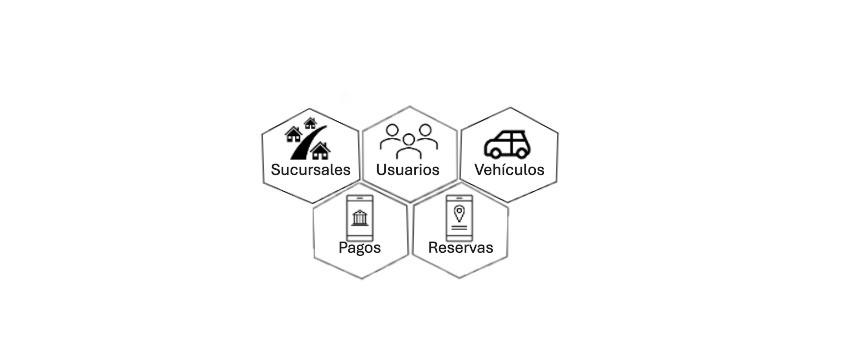 Sucursales
Usuarios
Vehículos
Pagos
Reservas